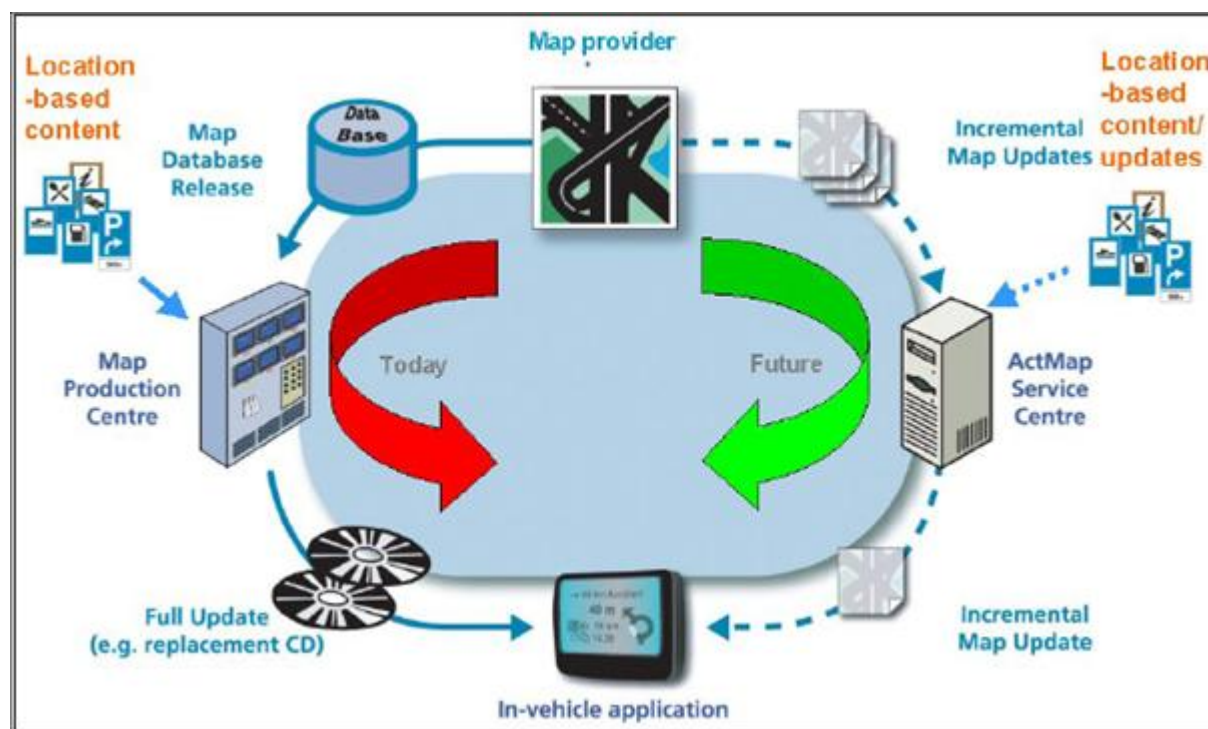 Map provider
Location
-based
content
Map
Database
Release
Data
Base
Incremental
Map Updates
Location
-based
content/
updates
i
P
i
P
Map
Production
Centre
Today
Future
ActMap
Service
Centre
40 m
Full Update
(e.g. replacement CD)
Incremental
Map Update
In-vehicle application